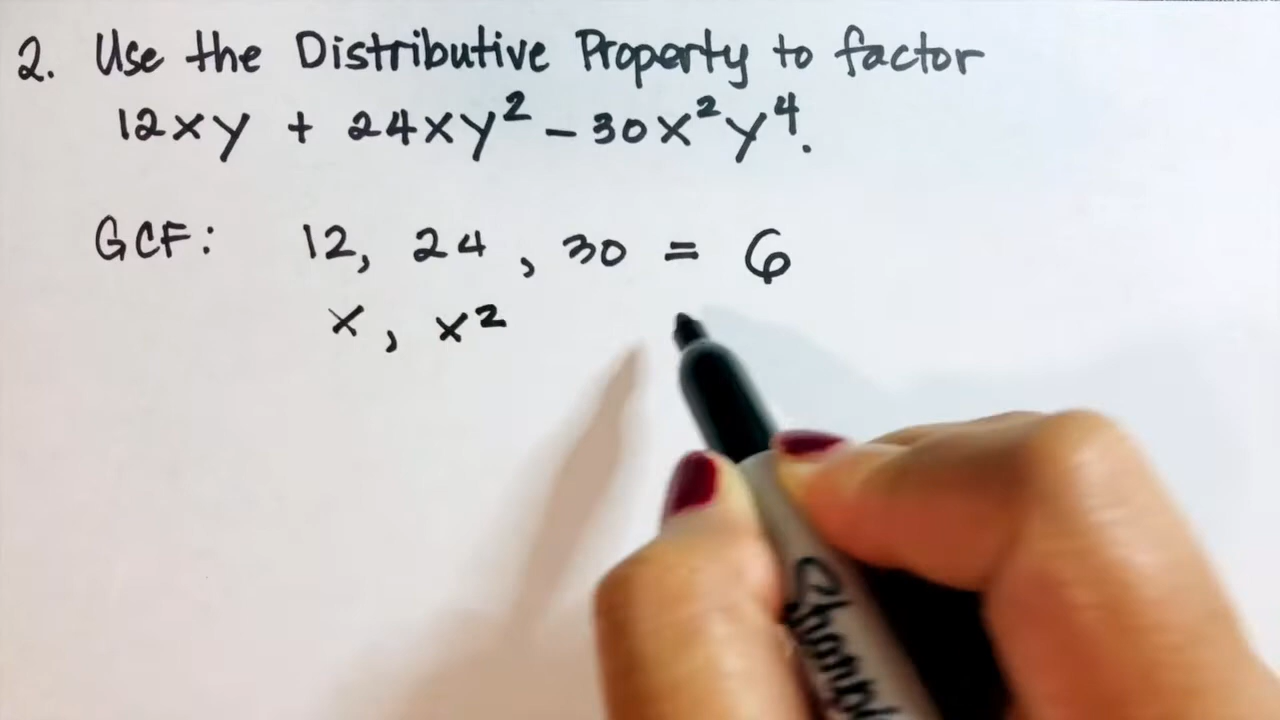 2. Use the Distributive Property to factor
12xy + 24xy² - 30x²y⁴.
GCF: 12, 24, 30 = 6
x, x²